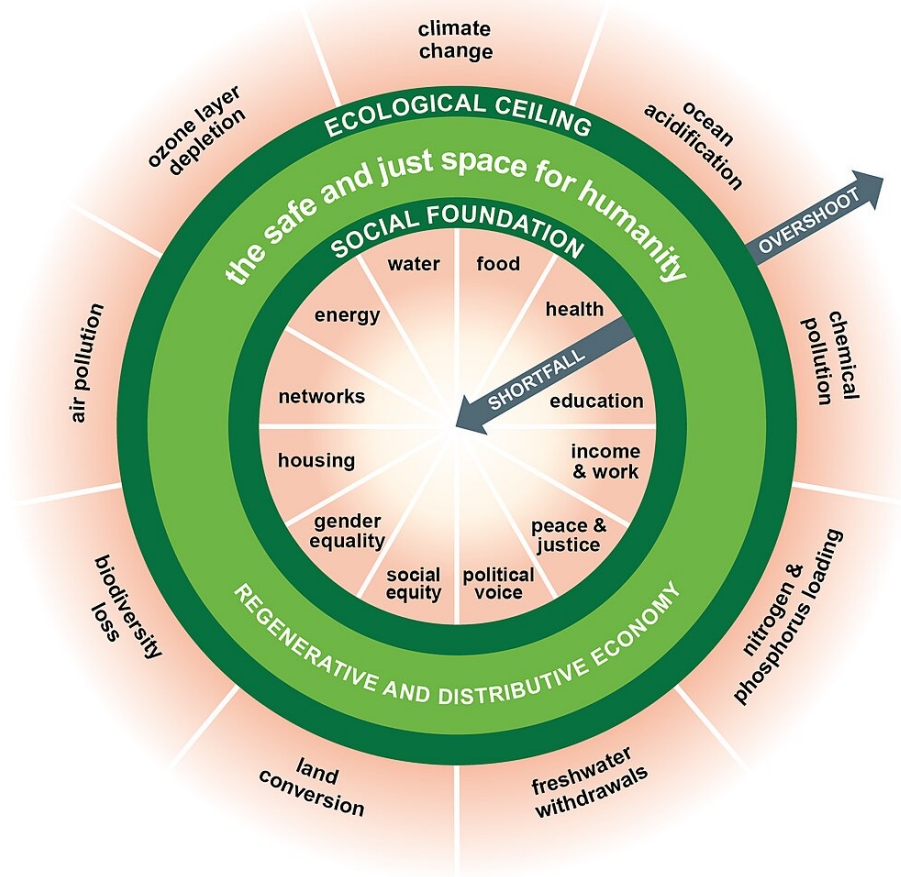 climate
change
ocean
acidification
chemical
pollution
nitrogen &
phosphorus loading
freshwater
withdrawals
land
conversion
biodiversity
loss
air pollution
ozone layer
depletion
OVERSHOOT
ECOLOGICAL CEILING
the safe and just space for humanity
SOCIAL FOUNDATION
water
food
health
SHORTFALL
education
income
& work
peace &
justice
political
voice
social
equity
gender
equality
housing
networks
energy
REGENERATIVE AND DISTRIBUTIVE ECONOMY